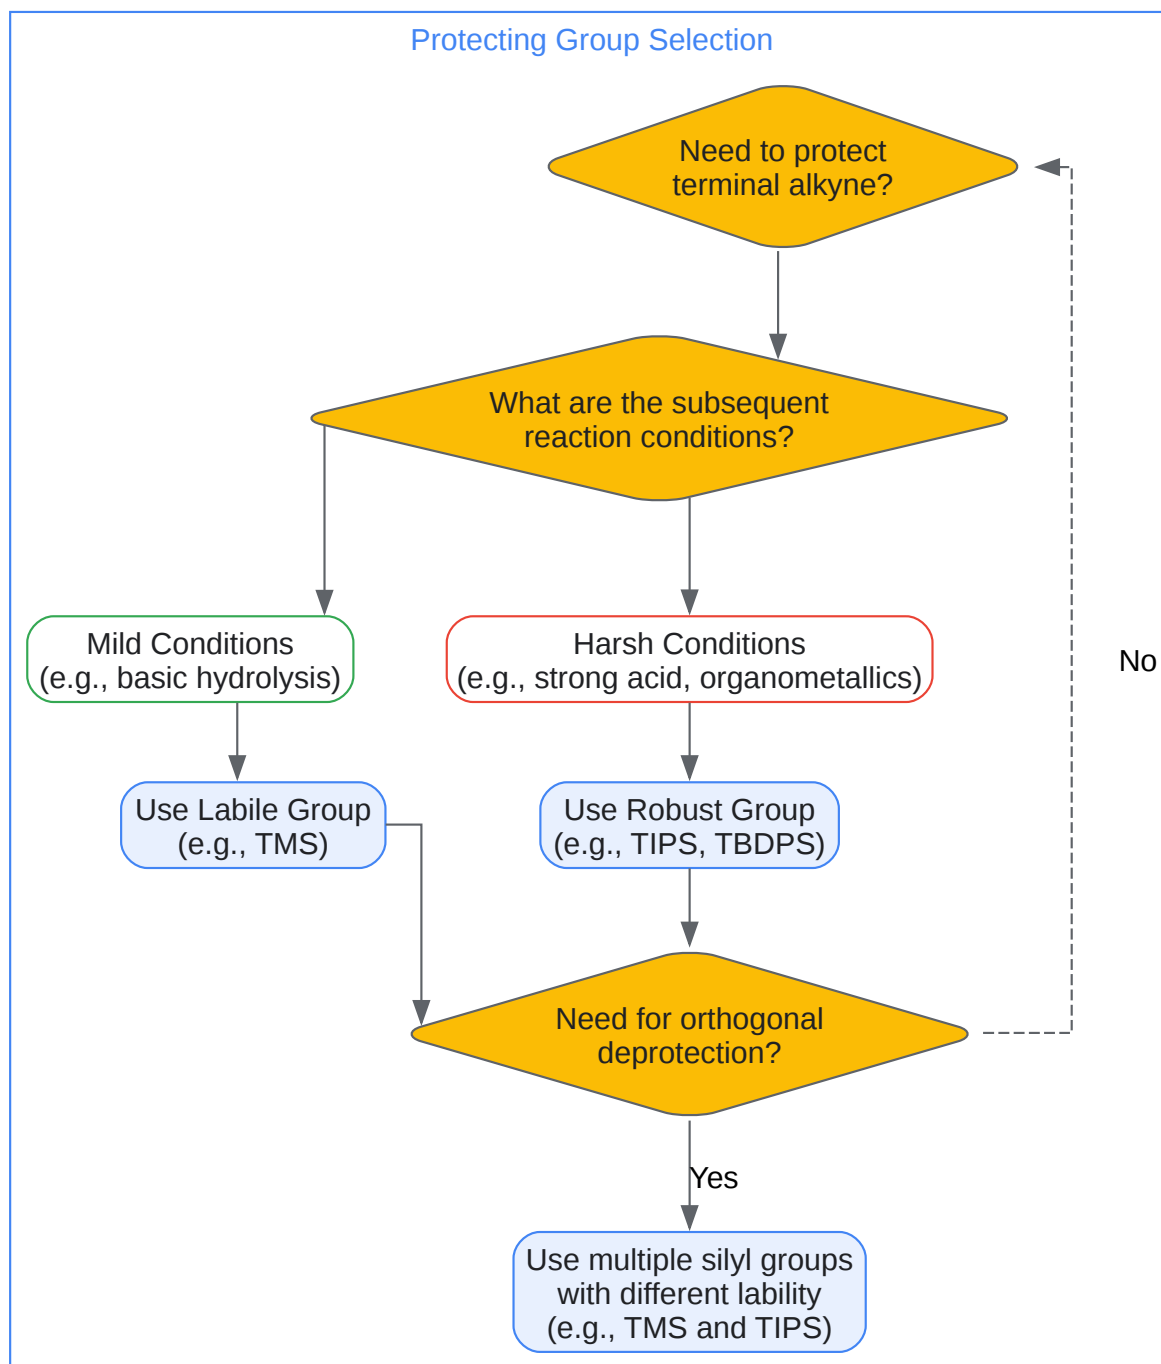 Protecting Group Selection
Need to protect
terminal alkyne?
What are the subsequent
reaction conditions?
Mild Conditions
(e.g., basic hydrolysis)
Harsh Conditions
(e.g., strong acid, organometallics)
No
Use Labile Group
(e.g., TMS)
Use Robust Group
(e.g., TIPS, TBDPS)
Need for orthogonal
deprotection?
Yes
Use multiple silyl groups
with different lability
(e.g., TMS and TIPS)